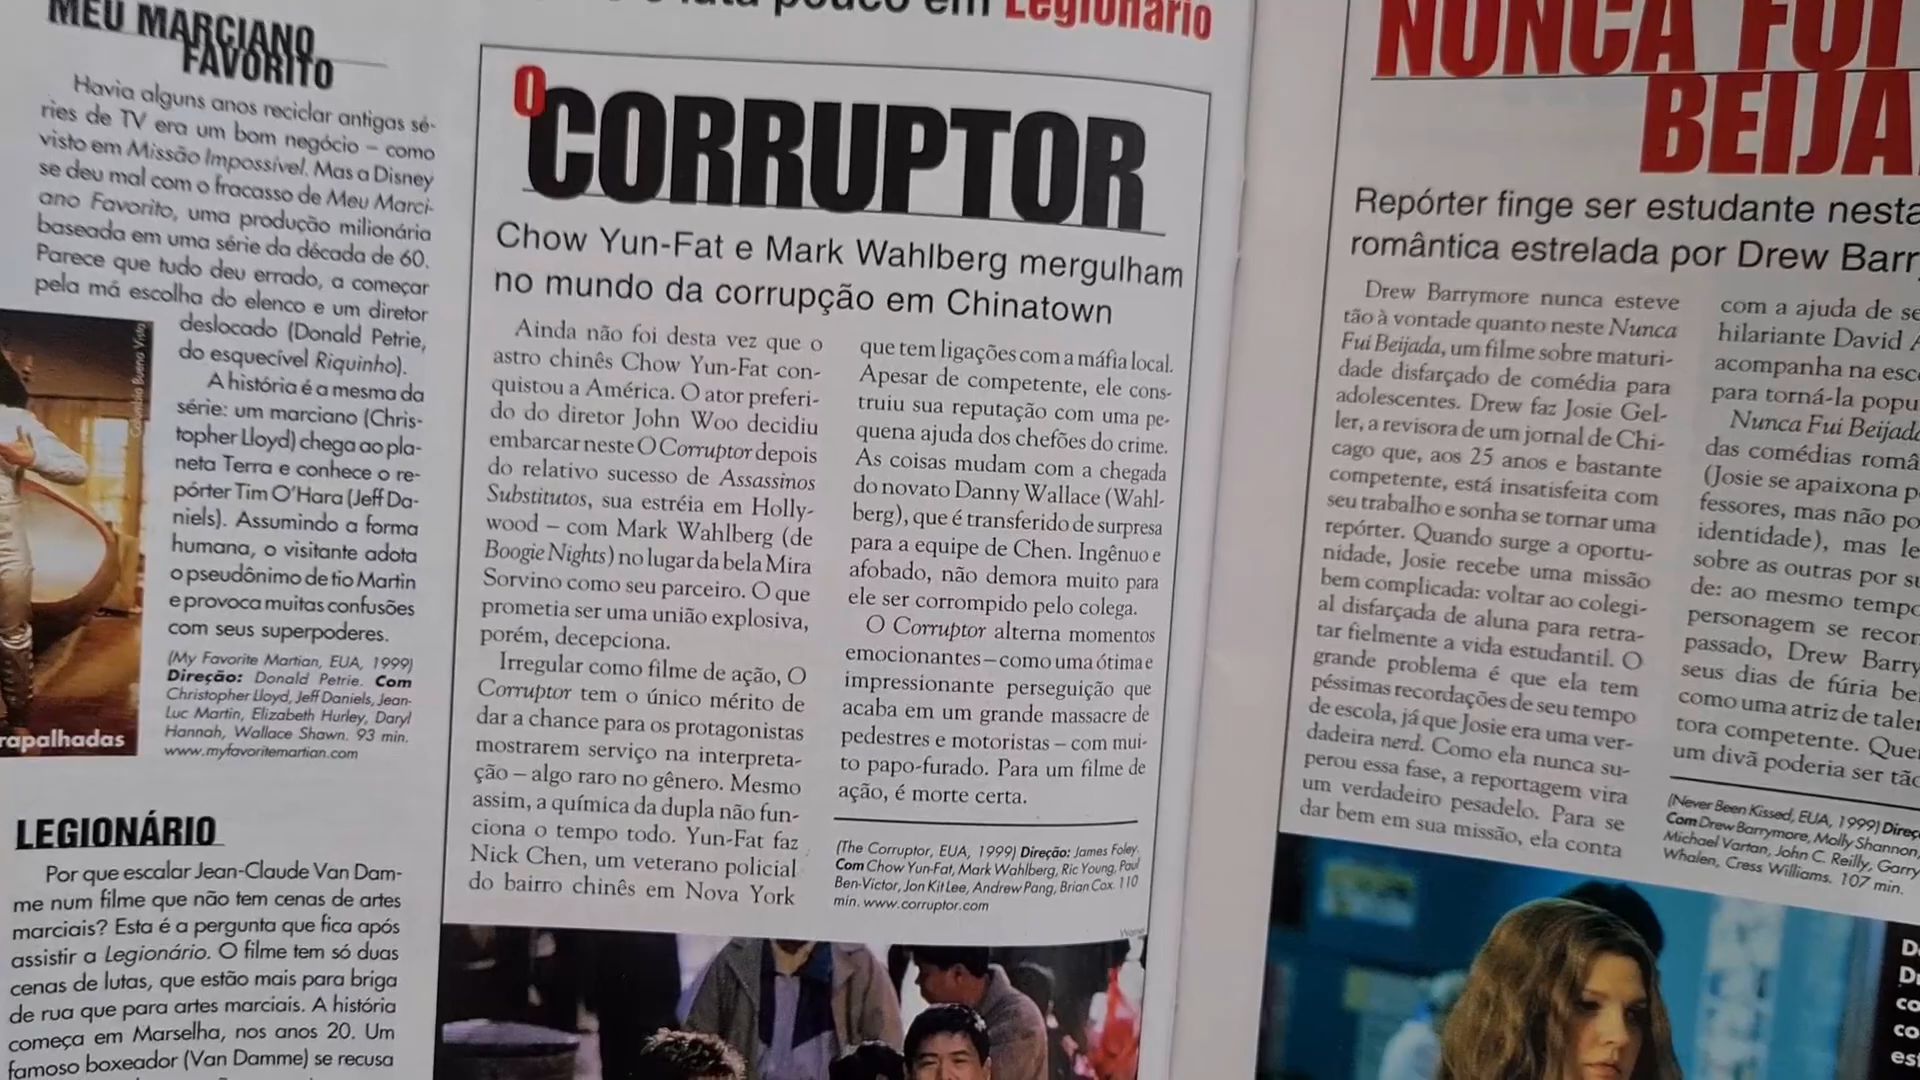 MEU MARCIANO
FAVORITO
Havia alguns anos reciclar antigas sé-
ries de TV era um bom negócio – como
visto em Missão Impossível. Mas a Disney
se deu mal com o fracasso de Meu Marci-
ano Favorito, uma produção milionária
baseada em uma série da década de 60.
Parece que tudo deu errado, a começar
pela má escolha do elenco e um diretor
deslocado (Donald Petrie,
do esquecível Riquinho).
A história é a mesma da
série: um marciano (Chris-
topher Lloyd) chega ao pla-
neta Terra e conhece o re-
pórter Tim O'Hara (Jeff Da-
niels). Assumindo a forma
humana, o visitante adota
o pseudônimo de tio Martin
e provoca muitas confusões
com seus superpoderes.
(My Favorite Martian, EUA, 1999)
Direção: Donald Petrie. Com
Christopher Lloyd, Jeff Daniels, Jean-
Luc Martin, Elizabeth Hurley, Daryl
Hannah, Wallace Shawn. 93 min.
www.myfavoritemartian.com
Columbia Buena Vista
rapalhadas
LEGIONÁRIO
Por que escalar Jean-Claude Van Dam-
me num filme que não tem cenas de artes
marciais? Esta é a pergunta que fica após
assistir a Legionário. O filme tem só duas
cenas de lutas, que estão mais para briga
de rua que para artes marciais. A história
começa em Marselha, nos anos 20. Um
famoso boxeador (Van Damme) se recusa
luta pouco em Legionário
O CORRUPTOR
Chow Yun-Fat e Mark Wahlberg mergulham
no mundo da corrupção em Chinatown
Ainda não foi desta vez que o
astro chinês Chow Yun-Fat con-
quistou a América. O ator preferi-
do do diretor John Woo decidiu
embarcar neste O Corruptor depois
do relativo sucesso de Assassinos
Substitutos, sua estréia em Holly-
wood – com Mark Wahlberg (de
Boogie Nights) no lugar da bela Mira
Sorvino como seu parceiro. O que
prometia ser uma união explosiva,
porém, decepciona.
Irregular como filme de ação, O
Corruptor tem o único mérito de
dar a chance para os protagonistas
mostrarem serviço na interpreta-
ção – algo raro no gênero. Mesmo
assim, a química da dupla não fun-
ciona o tempo todo. Yun-Fat faz
Nick Chen, um veterano policial
do bairro chinês em Nova York
que tem ligações com a máfia local.
Apesar de competente, ele cons-
truiu sua reputação com uma pe-
quena ajuda dos chefões do crime.
As coisas mudam com a chegada
do novato Danny Wallace (Wahl-
berg), que é transferido de surpresa
para a equipe de Chen. Ingênuo e
afobado, não demora muito para
ele ser corrompido pelo colega.
O Corruptor alterna momentos
emocionantes – como uma ótima e
impressionante perseguição que
acaba em um grande massacre de
pedestres e motoristas – com mui-
to papo-furado. Para um filme de
ação, é morte certa.
(The Corruptor, EUA, 1999) Direção: James Foley.
Com Chow Yun-Fat, Mark Wahlberg, Ric Young, Paul
Ben-Victor, Jon Kit Lee, Andrew Pang, Brian Cox. 110
min. www.corruptor.com
NUNCA FUI
BEIJA
Repórter finge ser estudante nesta
romântica estrelada por Drew Barr
Drew Barrymore nunca esteve
tão à vontade quanto neste Nunca
Fui Beijada, um filme sobre maturi-
dade disfarçado de comédia para
adolescentes. Drew faz Josie Gel-
ler, a revisora de um jornal de Chi-
cago que, aos 25 anos e bastante
competente, está insatisfeita com
seu trabalho e sonha se tornar uma
repórter. Quando surge a oportu-
nidade, Josie recebe uma missão
bem complicada: voltar ao colegi-
al disfarçada de aluna para retra-
tar fielmente a vida estudantil. O
grande problema é que ela tem
péssimas recordações de seu tempo
de escola, já que Josie era uma ver-
dadeira nerd. Como ela nunca su-
perou essa fase, a reportagem vira
um verdadeiro pesadelo. Para se
dar bem em sua missão, ela conta
com a ajuda de se
hilariante David A
acompanha na esc
para torná-la popu
Nunca Fui Beijada
das comédias romà
(Josie se apaixona p
fessores, mas não po
identidade), mas le
sobre as outras por su
de: ao mesmo tempo
personagem se recor
passado, Drew Barry
seus dias de fúria be
como uma atriz de talen
tora competente. Quem
um divã poderia ser tão
(Never Been Kissed, EUA, 1999) Direç
Com Drew Barrymore, Molly Shannon,
Michael Vartan, John C. Reilly, Garry
Whalen, Cress Williams. 107 min.
D
co
co
est